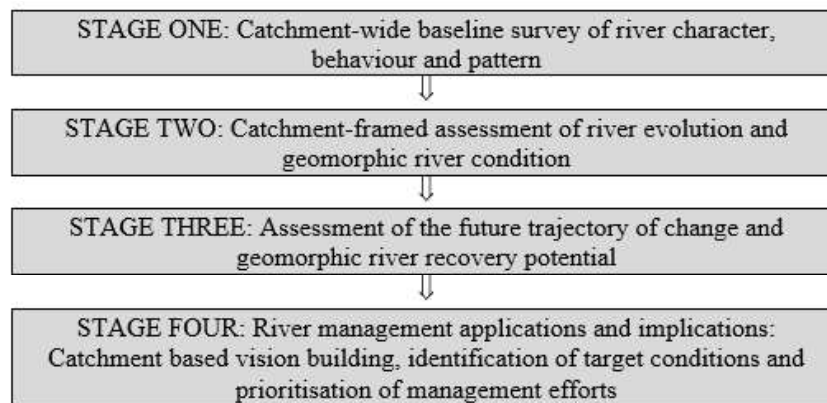 STAGE ONE: Catchment-wide baseline survey of river character,
behaviour and pattern
STAGE TWO: Catchment-framed assessment of river evolution and
geomorphic river condition
STAGE THREE: Assessment of the future trajectory of change and
geomorphic river recovery potential
STAGE FOUR: River management applications and implications:
Catchment based vision building, identification of target conditions and
prioritisation of management efforts